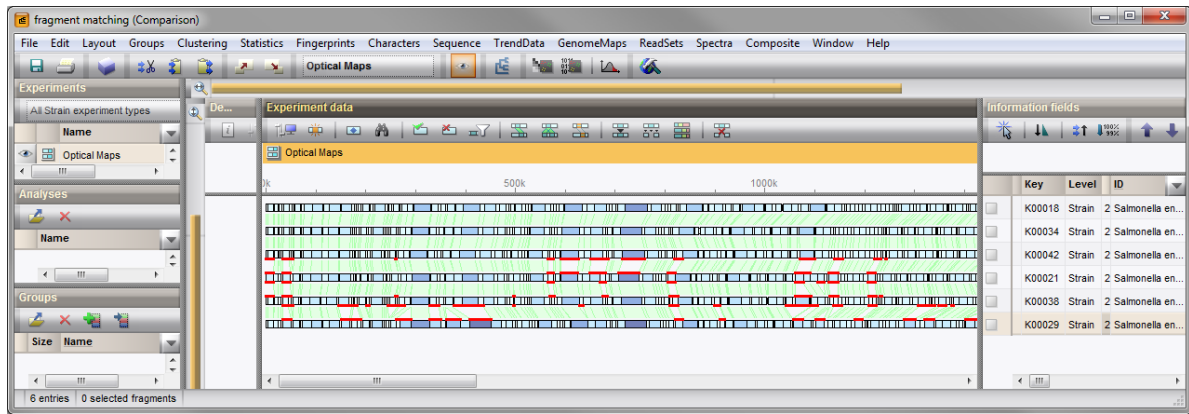 fragment matching (Comparison)
File Edit Layout Groups Clustering Statistics Fingerprints Characters Sequence TrendData GenomeMaps ReadSets Spectra Composite Window Help
Optical Maps
Experiments
All Strain experiment types
Name
Optical Maps
Analyses
Name
Groups
Size Name
De...
Experiment data
Optical Maps
0k 500k 1000k
Information fields
Key Level ID
K00018 Strain 2 Salmonella en...
K00034 Strain 2 Salmonella en...
K00042 Strain 2 Salmonella en...
K00021 Strain 2 Salmonella en...
K00038 Strain 2 Salmonella en...
K00029 Strain 2 Salmonella en...
6 entries 0 selected fragments